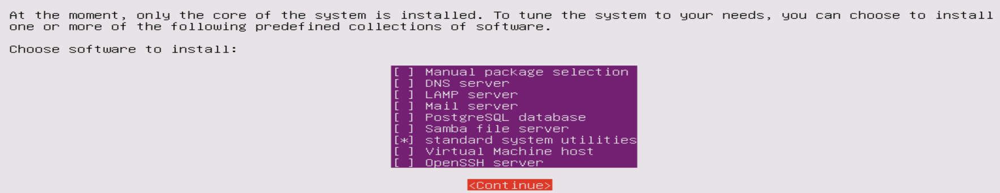 At the moment, only the core of the system is installed. To tune the system to your needs, you can choose to install
one or more of the following predefined collections of software.
Choose software to install:
[ ] Manual package selection
[ ] DNS server
[ ] LAMP server
[ ] Mail server
[ ] PostgreSQL database
[ ] Samba file server
[*] standard system utilities
[ ] Virtual Machine host
[ ] OpenSSH server
<Continue>